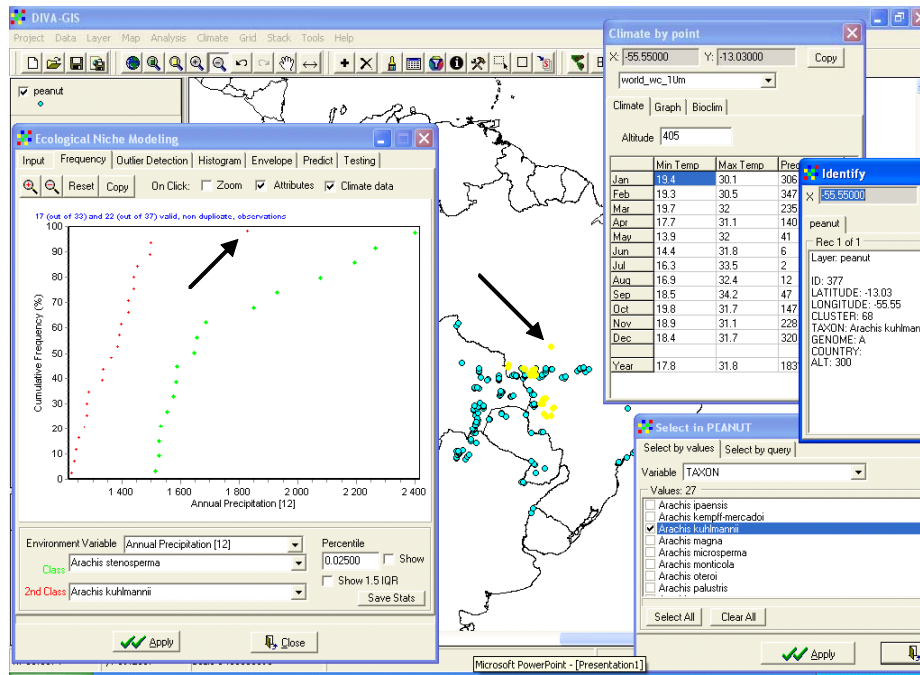 DIVA-GIS
Project Data Layer Map Analysis Climate Grid Stack Tools Help
peanut
Ecological Niche Modeling
Input Frequency Outlier Detection Histogram Envelope Predict Testing
Reset Copy On Click: Zoom Attributes Climate data
17 (out of 33) and 22 (out of 37) valid, non duplicate, observations
100
90
80
70
60
50
40
30
20
10
0
Cumulative Frequency (%)
1 400 1 600 1 800 2 000 2 200 2 400
Annual Precipitation [12]
Environment Variable Annual Precipitation [12]
Class Arachis stenosperma
2nd Class Arachis kuhlmannii
Percentile
0.02500 Show
Show 1.5 IQR
Save Stats
Apply Close
Climate by point
X: -55.55000 Y: -13.03000 Copy
world_wc_10m
Climate Graph Bioclim
Altitude 405
Min Temp Max Temp Prec
Jan 19.4 30.1 306
Feb 19.3 30.5 347
Mar 19.7 32 235
Apr 17.7 31.1 140
May 13.9 32 41
Jun 14.4 31.8 6
Jul 16.3 33.5 2
Aug 16.9 32.4 12
Sep 18.5 34.2 47
Oct 19.8 31.7 147
Nov 18.9 31.1 228
Dec 18.4 31.7 320
Year 17.8 31.8 183
Identify
X -55.55000
peanut
Rec 1 of 1
Layer: peanut
ID: 377
LATITUDE: -13.03
LONGITUDE: -55.55
CLUSTER: 68
TAXON: Arachis kuhlman
GENOME: A
COUNTRY:
ALT: 300
Select in PEANUT
Select by values Select by query
Variable TAXON
Values: 27
Arachis ipaensis
Arachis kempff-mercadoi
Arachis kuhlmannii
Arachis magna
Arachis microsperma
Arachis monticola
Arachis oteroi
Arachis palustris
Select All Clear All
Apply
Microsoft PowerPoint - [Presentation1]